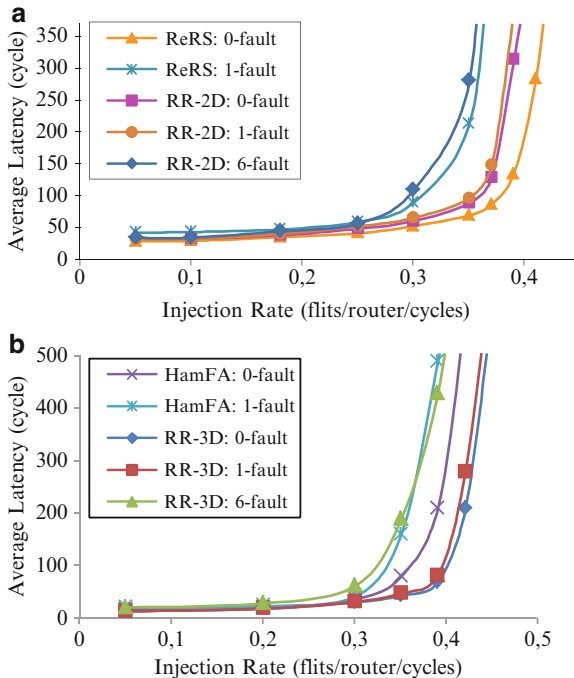 a
350
300
250
200
150
100
50
0
Average Latency (cycle)
ReRS: 0-fault
ReRS: 1-fault
RR-2D: 0-fault
RR-2D: 1-fault
RR-2D: 6-fault
0
0,1
0,2
0,3
0,4
Injection Rate (flits/router/cycles)
b
500
400
300
200
100
0
Average Latency (cycle)
HamFA: 0-fault
HamFA: 1-fault
RR-3D: 0-fault
RR-3D: 1-fault
RR-3D: 6-fault
0
0,1
0,2
0,3
0,4
0,5
Injection Rate (flits/router/cycles)